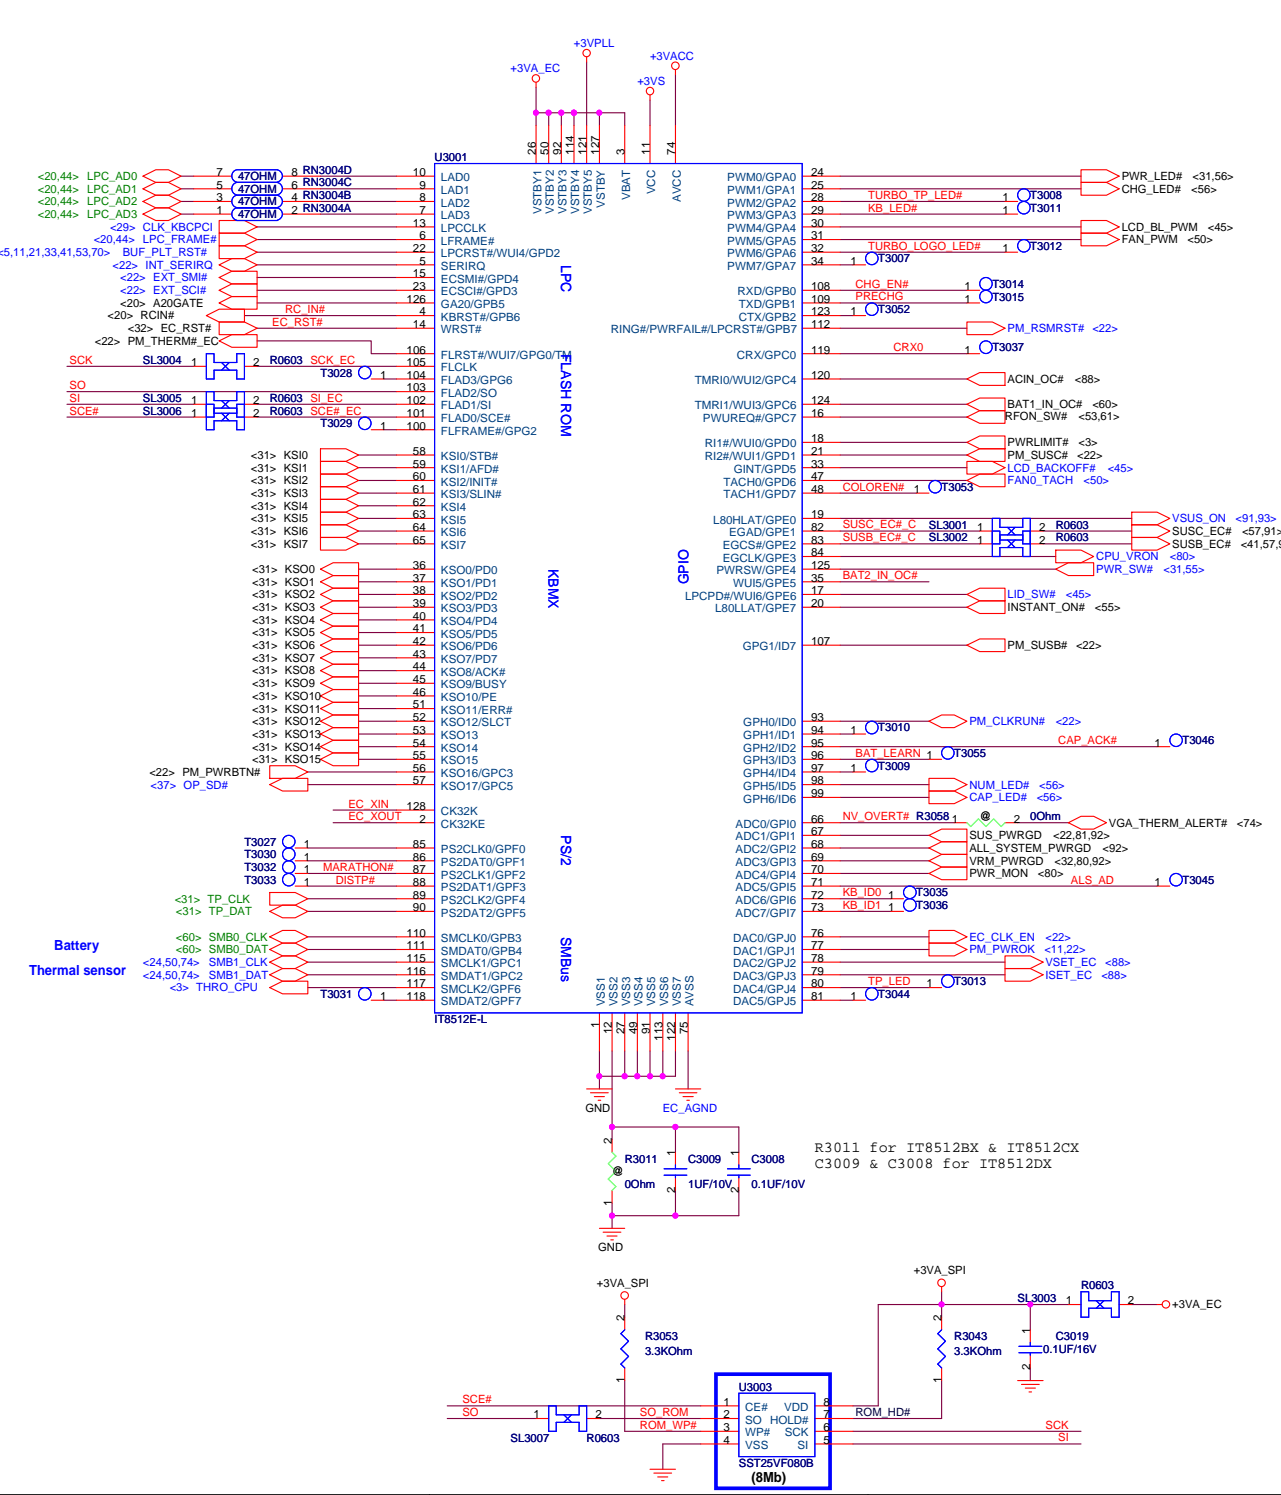 +3VPLL
+3VA_EC
+3VACC
+3VS
26 50 92 114 121 127 3 11 74
U3001
VSTBY1 VSTBY2 VSTBY3 VSTBY4 VSTBY5 VSTBY VBAT VCC AVCC
<20,44> LPC_AD0 7 47OHM 8 RN3004D 10 LAD0
<20,44> LPC_AD1 5 47OHM 6 RN3004C 9 LAD1
<20,44> LPC_AD2 3 47OHM 4 RN3004B 8 LAD2
<20,44> LPC_AD3 1 47OHM 2 RN3004A 7 LAD3
<29> CLK_KBCPCI 13 LPCCLK
<20,44> LPC_FRAME# 6 LFRAME#
<5,11,21,33,41,53,70> BUF_PLT_RST# 22 LPCRST#/WUI4/GPD2
<22> INT_SERIRQ 5 SERIRQ
<22> EXT_SMI# 15 ECSMI#/GPD4
<22> EXT_SCI# 23 ECSCI#/GPD3
<20> A20GATE 126 GA20/GPB5
<20> RCIN# RC_IN# 4 KBRST#/GPB6
<32> EC_RST# EC_RST# 14 WRST#
<22> PM_THERM#_EC
106 FLRST#/WUI7/GPG0/TM
SCK SL3004 1 2 R0603 SCK_EC 105 FLCLK
T3028 1 104 FLAD3/GPG6
SO 103 FLAD2/SO
SI SL3005 1 2 R0603 SI_EC 102 FLAD1/SI
SCE# SL3006 1 2 R0603 SCE#_EC 101 FLAD0/SCE#
T3029 1 100 FLFRAME#/GPG2
LPC
FLASH ROM
<31> KSI0 58 KSI0/STB#
<31> KSI1 59 KSI1/AFD#
<31> KSI2 60 KSI2/INIT#
<31> KSI3 61 KSI3/SLIN#
<31> KSI4 62 KSI4
<31> KSI5 63 KSI5
<31> KSI6 64 KSI6
<31> KSI7 65 KSI7
<31> KSO0 36 KSO0/PD0
<31> KSO1 37 KSO1/PD1
<31> KSO2 38 KSO2/PD2
<31> KSO3 39 KSO3/PD3
<31> KSO4 40 KSO4/PD4
<31> KSO5 41 KSO5/PD5
<31> KSO6 42 KSO6/PD6
<31> KSO7 43 KSO7/PD7
<31> KSO8 44 KSO8/ACK#
<31> KSO9 45 KSO9/BUSY
<31> KSO10 46 KSO10/PE
<31> KSO11 51 KSO11/ERR#
<31> KSO12 52 KSO12/SLCT
<31> KSO13 53 KSO13
<31> KSO14 54 KSO14
<31> KSO15 55 KSO15
<22> PM_PWRBTN# 56 KSO16/GPC3
<37> OP_SD# 57 KSO17/GPC5
KBMX
EC_XIN 128 CK32K
EC_XOUT 2 CK32KE
T3027 1 85 PS2CLK0/GPF0
T3030 1 86 PS2DAT0/GPF1
T3032 1 MARATHON# 87 PS2CLK1/GPF2
T3033 1 DISTP# 88 PS2DAT1/GPF3
<31> TP_CLK 89 PS2CLK2/GPF4
<31> TP_DAT 90 PS2DAT2/GPF5
PS/2
<60> SMB0_CLK 110 SMCLK0/GPB3
Battery <60> SMB0_DAT 111 SMDAT0/GPB4
<24,50,74> SMB1_CLK 115 SMCLK1/GPC1
Thermal sensor <24,50,74> SMB1_DAT 116 SMDAT1/GPC2
<3> THRO_CPU 117 SMCLK2/GPF6
T3031 1 118 SMDAT2/GPF7
SMBus
IT8512E-L
PWM0/GPA0 24 PWR_LED# <31,56>
PWM1/GPA1 25 CHG_LED# <56>
PWM2/GPA2 28 TURBO_TP_LED# 1 T3008
PWM3/GPA3 29 KB_LED# 1 T3011
PWM4/GPA4 30 LCD_BL_PWM <45>
PWM5/GPA5 31 FAN_PWM <50>
PWM6/GPA6 32 TURBO_LOGO_LED# 1 T3012
PWM7/GPA7 34 1 T3007
RXD/GPB0 108 CHG_EN# 1 T3014
TXD/GPB1 109 PRECHG 1 T3015
CTX/GPB2 123 1 T3052
RING#/PWRFAIL#/LPCRST#/GPB7 112 PM_RSMRST# <22>
CRX/GPC0 119 CRX0 1 T3037
TMRI0/WUI2/GPC4 120 ACIN_OC# <88>
TMRI1/WUI3/GPC6 124 BAT1_IN_OC# <60>
PWUREQ#/GPC7 16 RFON_SW# <53,61>
RI1#/WUI0/GPD0 18 PWRLIMIT# <3>
RI2#/WUI1/GPD1 21 PM_SUSC# <22>
GINT/GPD5 33 LCD_BACKOFF# <45>
TACH0/GPD6 47 FAN0_TACH <50>
TACH1/GPD7 48 COLOREN# 1 T3053
L80HLAT/GPE0 19 VSUS_ON <91,93>
EGAD/GPE1 82 SUSC_EC#_C SL3001 1 2 R0603 SUSC_EC# <57,91>
EGCS#/GPE2 83 SUSB_EC#_C SL3002 1 2 R0603 SUSB_EC# <41,57,9
EGCLK/GPE3 84 CPU_VRON <80>
PWRSW/GPE4 125 PWR_SW# <31,55>
WUI5/GPE5 35 BAT2_IN_OC#
LPCPD#/WUI6/GPE6 17 LID_SW# <45>
L80LLAT/GPE7 20 INSTANT_ON# <55>
GPIO
GPG1/ID7 107 PM_SUSB# <22>
GPH0/ID0 93 PM_CLKRUN# <22>
GPH1/ID1 94 1 T3010
GPH2/ID2 95 CAP_ACK# 1 T3046
GPH3/ID3 96 BAT_LEARN 1 T3055
GPH4/ID4 97 1 T3009
GPH5/ID5 98 NUM_LED# <56>
GPH6/ID6 99 CAP_LED# <56>
ADC0/GPI0 66 NV_OVERT# R3058 1 @ 2 0Ohm VGA_THERM_ALERT# <74>
ADC1/GPI1 67 SUS_PWRGD <22,81,92>
ADC2/GPI2 68 ALL_SYSTEM_PWRGD <92>
ADC3/GPI3 69 VRM_PWRGD <32,80,92>
ADC4/GPI4 70 PWR_MON <80>
ADC5/GPI5 71 ALS_AD 1 T3045
ADC6/GPI6 72 KB_ID0 1 T3035
ADC7/GPI7 73 KB_ID1 1 T3036
DAC0/GPJ0 76 EC_CLK_EN <22>
DAC1/GPJ1 77 PM_PWROK <11,22>
DAC2/GPJ2 78 VSET_EC <88>
DAC3/GPJ3 79 ISET_EC <88>
DAC4/GPJ4 80 TP_LED 1 T3013
DAC5/GPJ5 81 1 T3044
VSS1 VSS2 VSS3 VSS4 VSS5 VSS6 VSS7 AVSS
1 12 27 49 91 113 122 75
GND EC_AGND
2 R3011 @ 0Ohm 1
1 C3009 1UF/10V 2
1 C3008 0.1UF/10V 2
GND
R3011 for IT8512BX & IT8512CX
C3009 & C3008 for IT8512DX
+3VA_SPI
2 R3053 3.3KOhm 1
+3VA_SPI
2 R3043 3.3KOhm 1
SL3003 1 R0603 2 +3VA_EC
1 C3019 0.1UF/16V 2
U3003
SCE# 1 CE# VDD 8
SO 1 2 SO_ROM 2 SO HOLD# 7 ROM_HD#
SL3007 R0603
ROM_WP# 3 WP# SCK 6 SCK
4 VSS SI 5 SI
SST25VF080B
(8Mb)